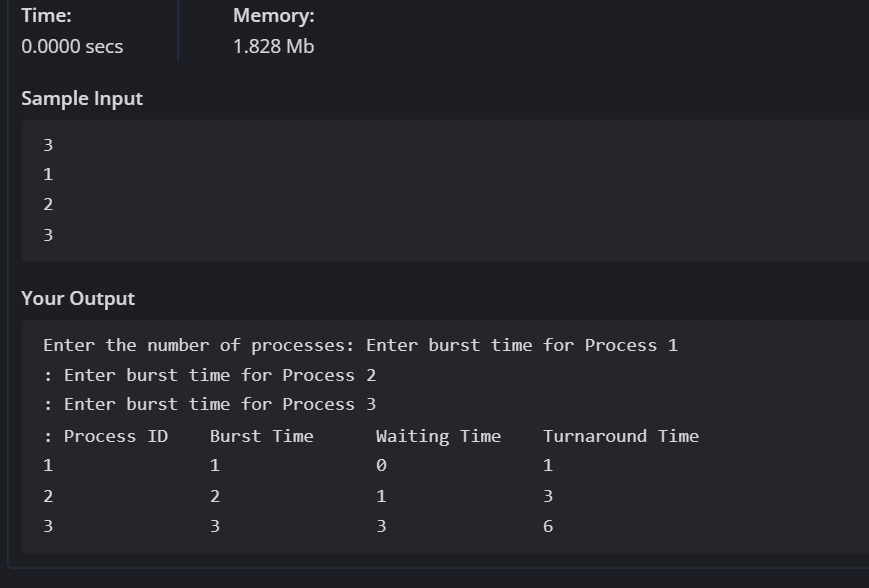 Time: Memory:
0.0000 secs 1.828 Mb
Sample Input
3
1
2
3
Your Output
Enter the number of processes: Enter burst time for Process 1
: Enter burst time for Process 2
: Enter burst time for Process 3
: Process ID Burst Time Waiting Time Turnaround Time
1 1 0 1
2 2 1 3
3 3 3 6